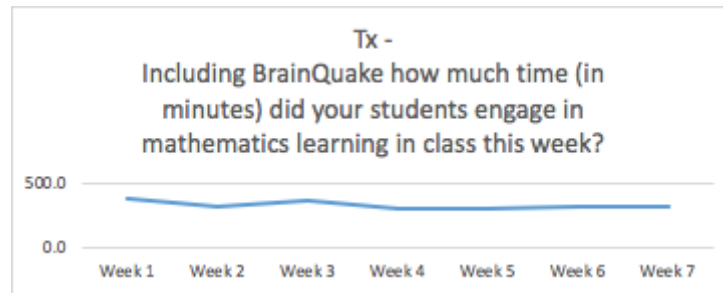 Tx -
Including BrainQuake how much time (in
minutes) did your students engage in
mathematics learning in class this week?
500.0
0.0
Week 1 Week 2 Week 3 Week 4 Week 5 Week 6 Week 7